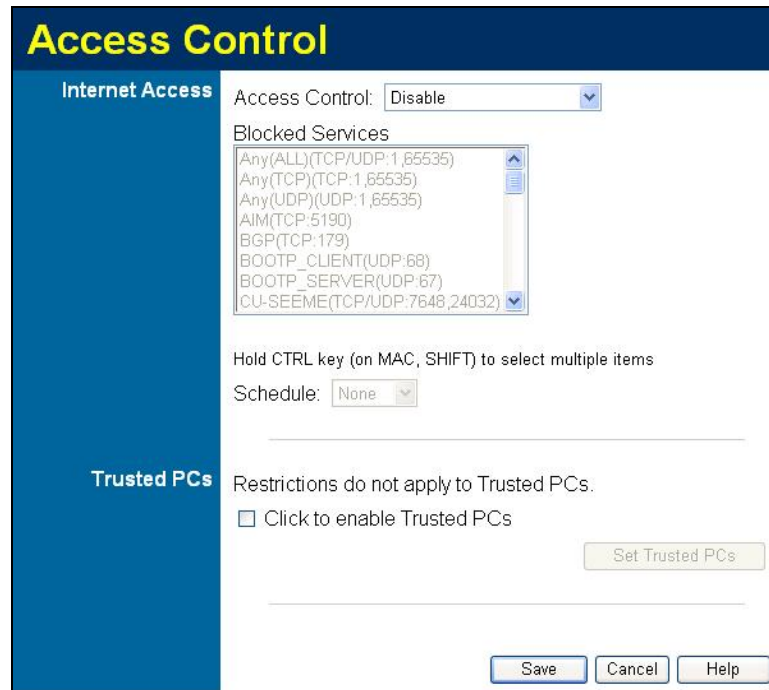 Access Control
Internet Access
Access Control: Disable
Blocked Services
Any(ALL)(TCP/UDP:1,65535)
Any(TCP)(TCP:1,65535)
Any(UDP)(UDP:1,65535)
AIM(TCP:5190)
BGP(TCP:179)
BOOTP_CLIENT(UDP:68)
BOOTP_SERVER(UDP:67)
CU-SEEME(TCP/UDP:7648,24032)
Hold CTRL key (on MAC, SHIFT) to select multiple items
Schedule: None
Trusted PCs
Restrictions do not apply to Trusted PCs.
Click to enable Trusted PCs
Set Trusted PCs
Save Cancel Help